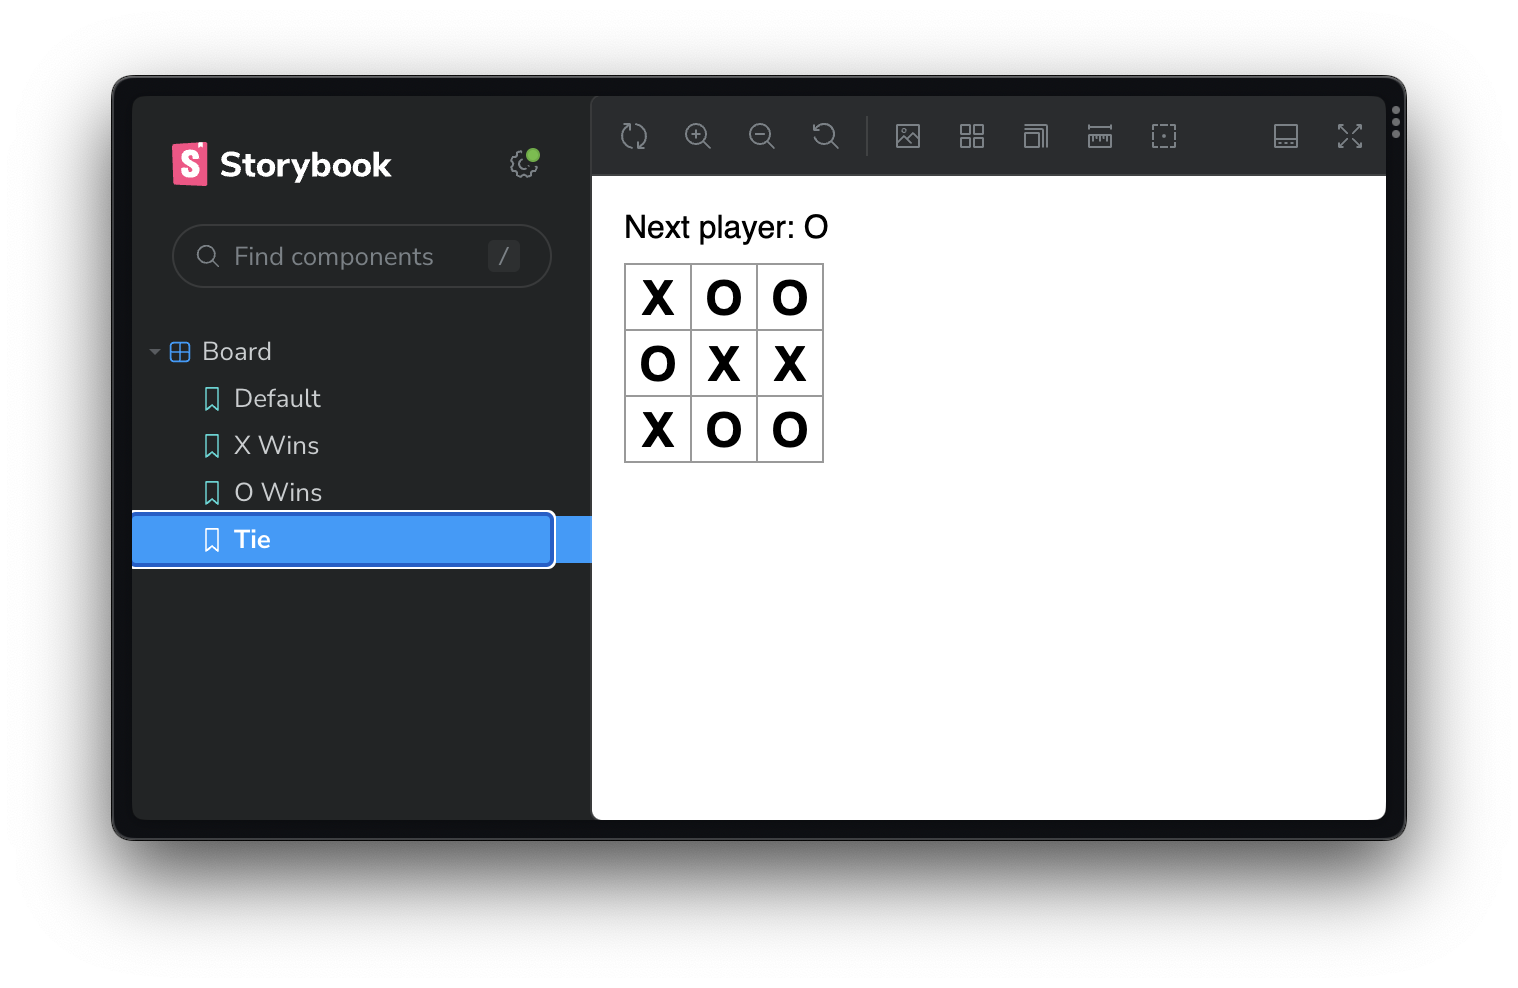 Storybook
Find components /
Board
Default
X Wins
O Wins
Tie
Next player: O
X O O
O X X
X O O